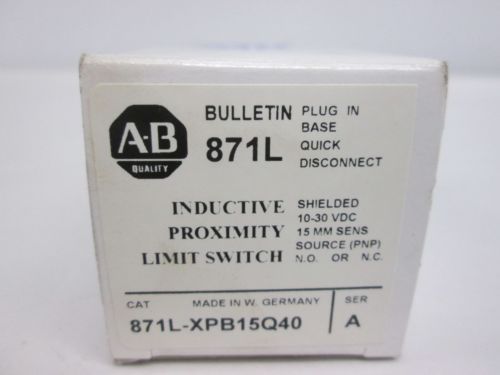 A-B
QUALITY
BULLETIN
871L
PLUG IN
BASE
QUICK
DISCONNECT
INDUCTIVE
PROXIMITY
LIMIT SWITCH
SHIELDED
10-30 VDC
15 MM SENS
SOURCE (PNP)
N.O. OR N.C.
CAT
MADE IN W. GERMANY
SER
871L-XPB15Q40
A